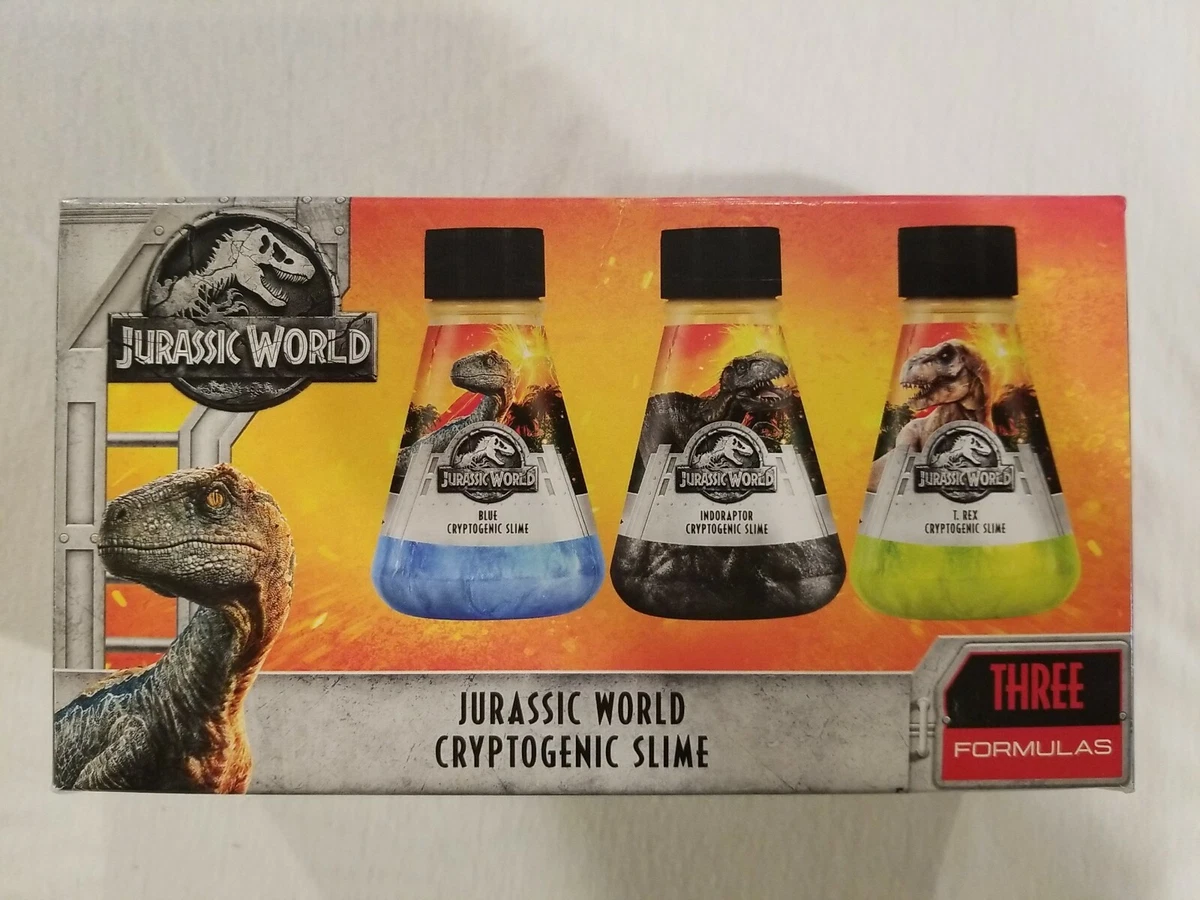 JURASSIC WORLD
JURASSIC WORLD
BLUE
CRYPTOGENIC SLIME
JURASSIC WORLD
INDORAPTOR
CRYPTOGENIC SLIME
JURASSIC WORLD
T. REX
CRYPTOGENIC SLIME
JURASSIC WORLD
CRYPTOGENIC SLIME
THREE
FORMULAS